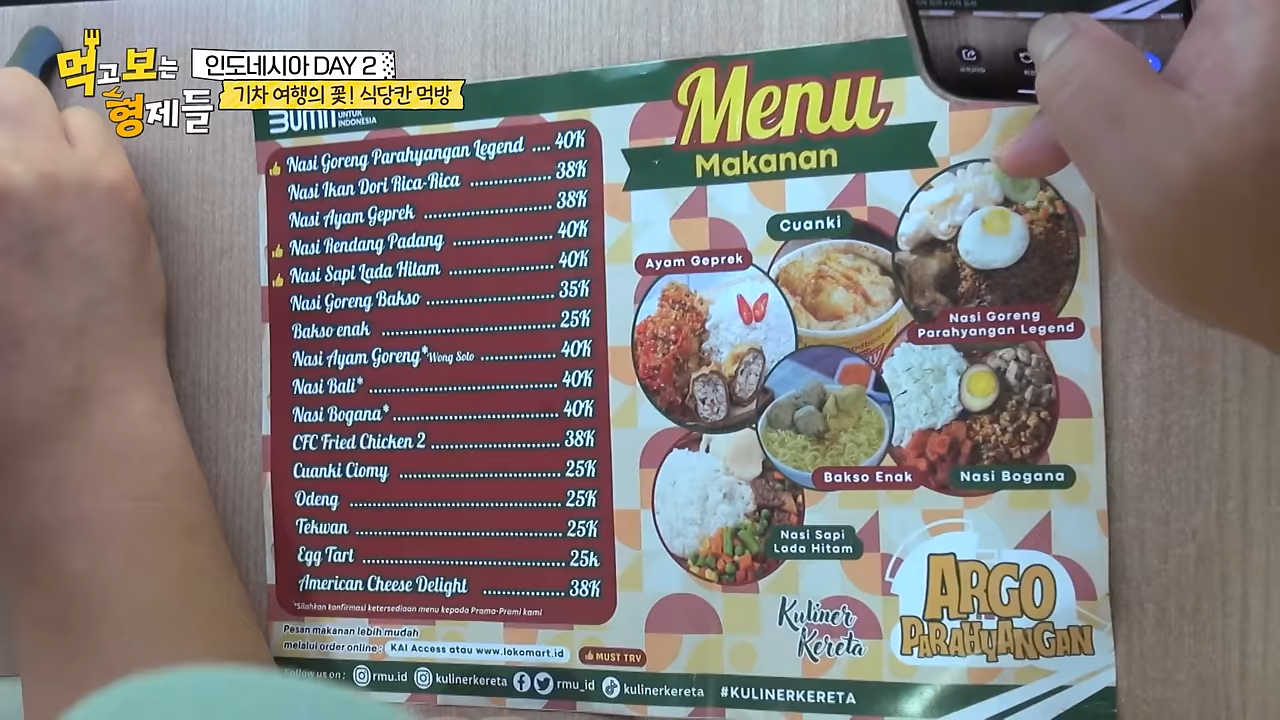 먹고 보는 형제들
인도네시아 DAY 2
기차 여행의 꽃! 식당칸 먹방
BUMN UNTUK INDONESIA
Menu
Makanan
Nasi Goreng Parahyangan Legend .... 40K
Nasi Ikan Dori Rica-Rica .................. 38K
Nasi Ayam Geprek ............................ 38K
Nasi Rendang Padang ..................... 40K
Nasi Sapi Lada Hitam ...................... 40K
Nasi Goreng Bakso .......................... 35K
Bakso enak ..................................... 25K
Nasi Ayam Goreng* Wong Solo ................ 40K
Nasi Bali* ........................................ 40K
Nasi Bogana* ................................... 40K
CFC Fried Chicken 2 ........................... 38K
Cuanki Ciomy .................................. 25K
Odeng ............................................ 25K
Tekwan ........................................... 25K
Egg Tart ......................................... 25k
American Cheese Delight ................. 38K
*Silahkan konfirmasi ketersediaan menu kepada Prama-Prami kami
Cuanki
Ayam Geprek
Nasi Goreng
Parahyangan Legend
Bakso Enak
Nasi Bogana
Nasi Sapi
Lada Hitam
Kuliner
Kereta
ARGO
PARAHYANGAN
Pesan makanan lebih mudah
melalui order online : KAI Access atau www.lokomart.id
MUST TRY
Follow us on : rmu.id kulinerkereta rmu_id kulinerkereta #KULINERKERETA